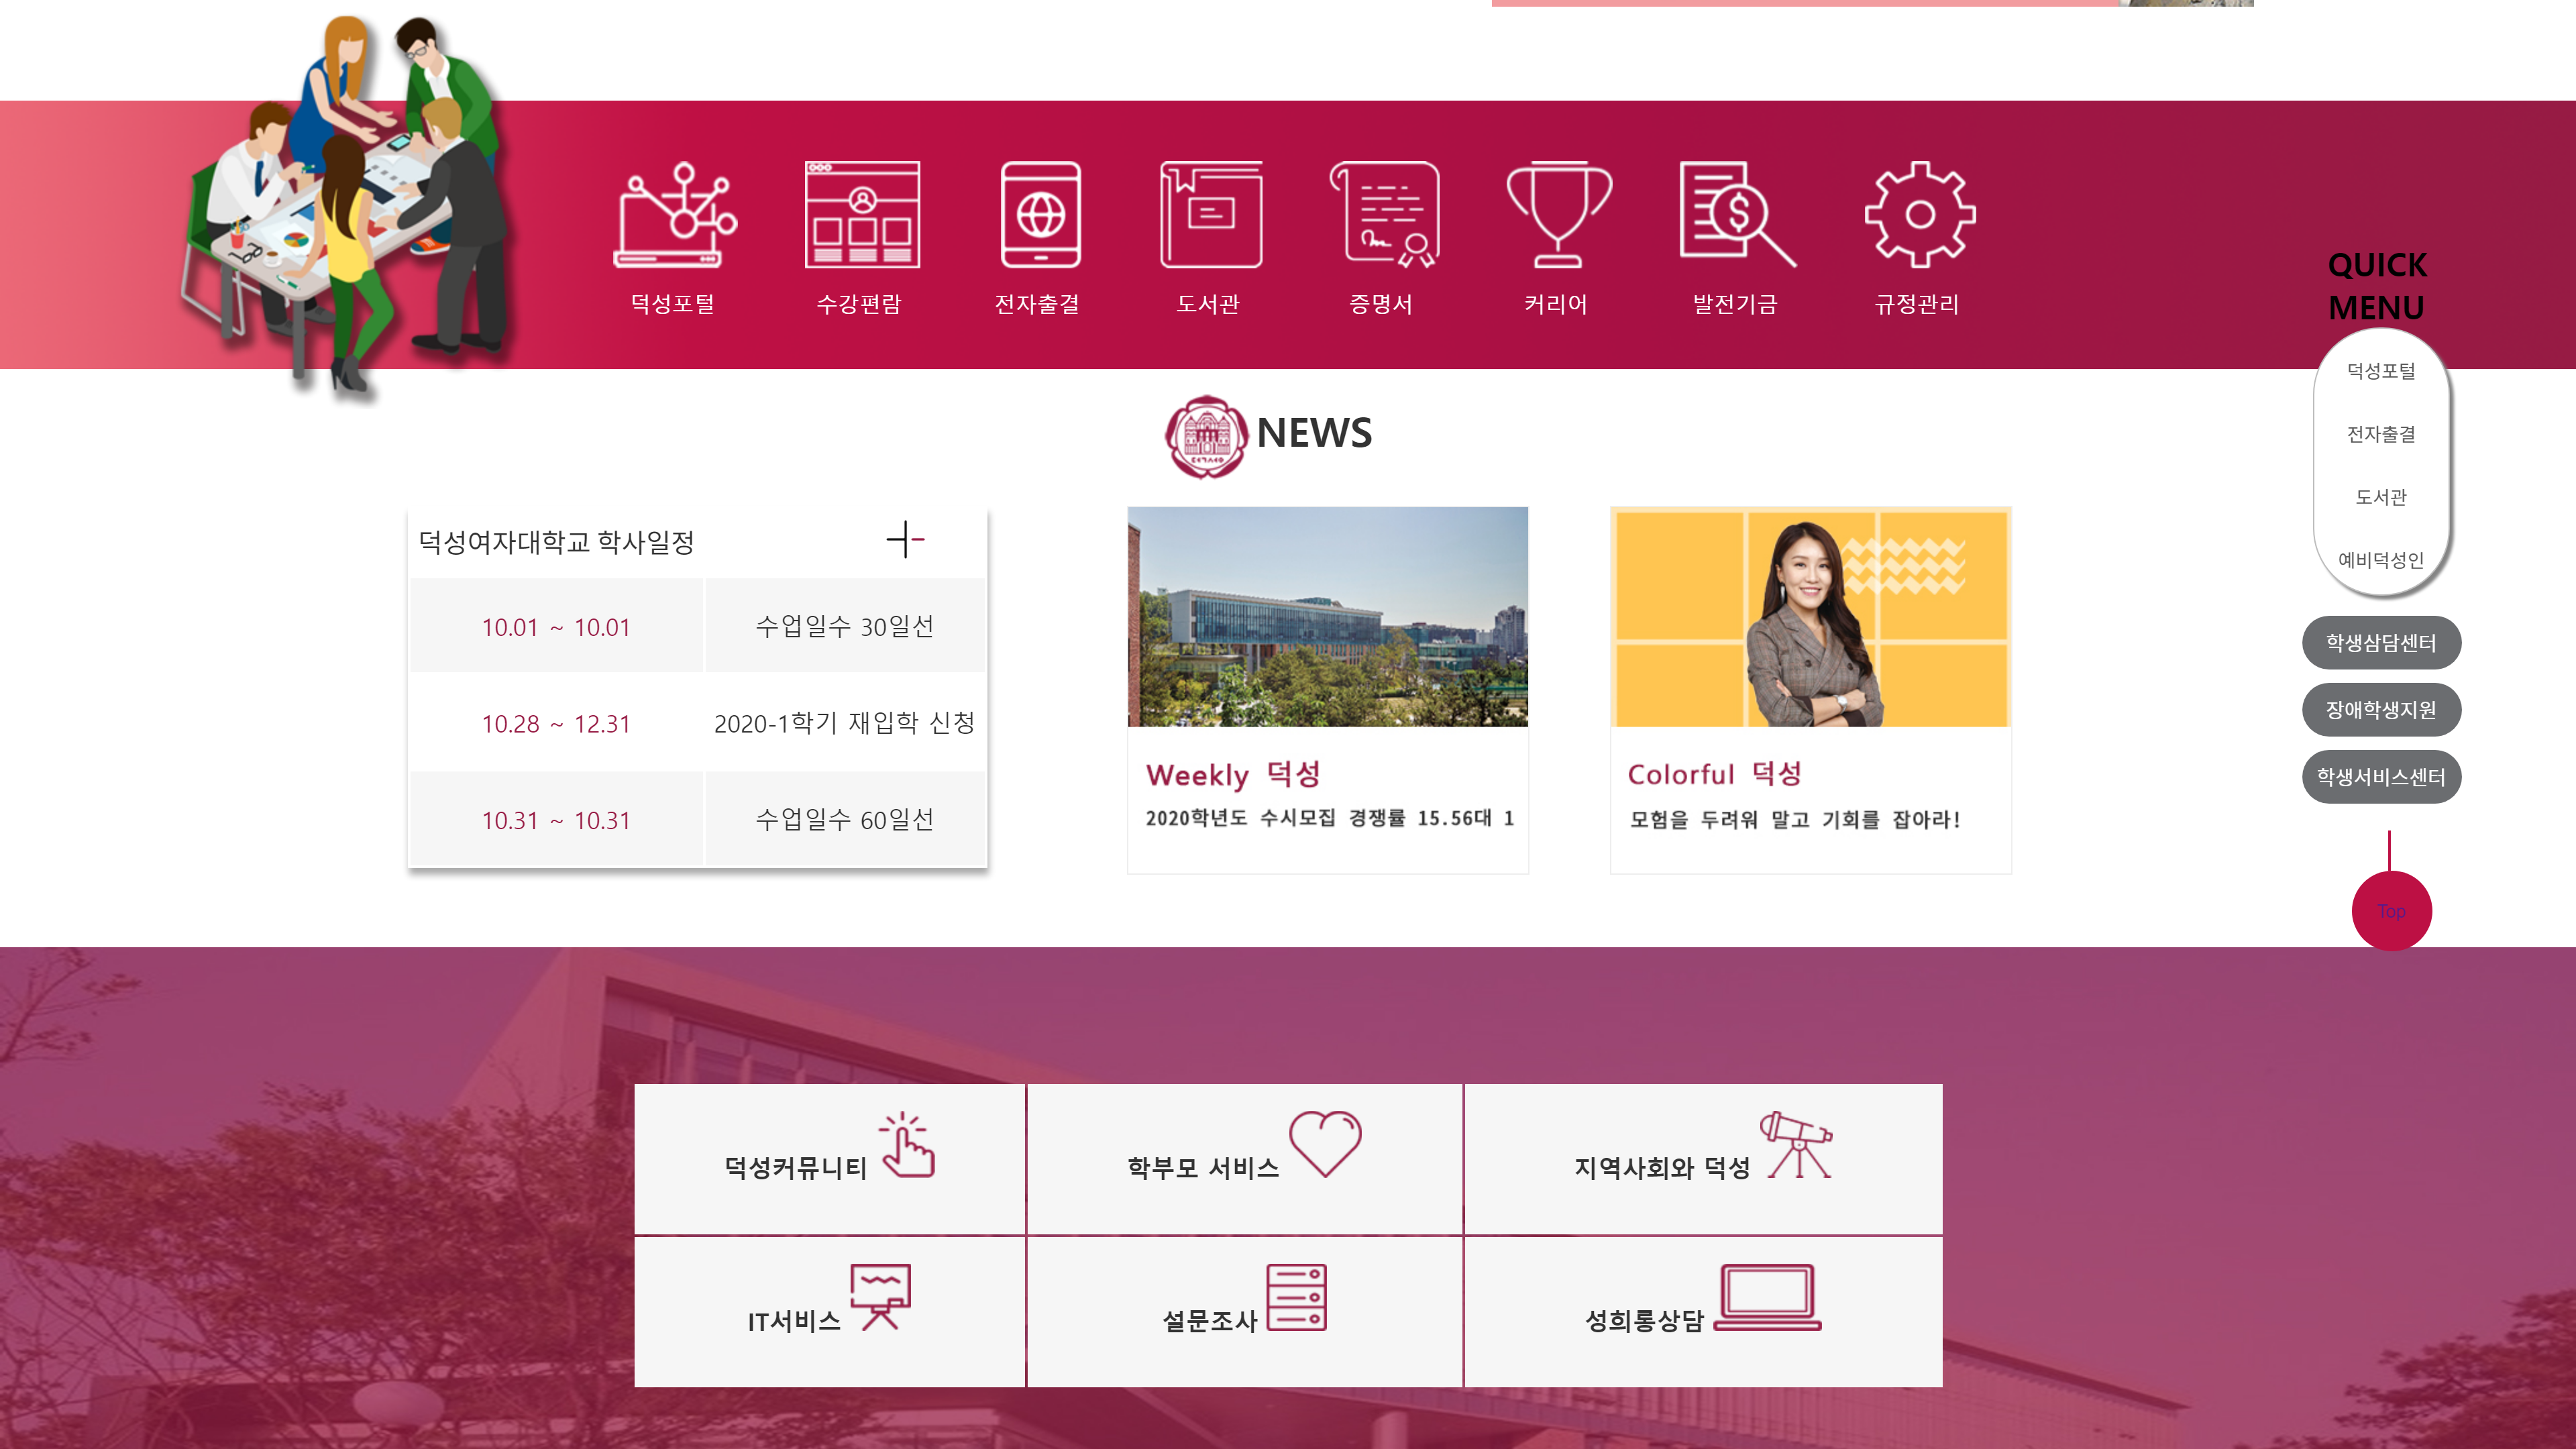 덕성포털
수강편람
전자출결
도서관
증명서
커리어
발전기금
규정관리
QUICK
MENU
덕성포털
전자출결
도서관
예비덕성인
학생삼담센터
장애학생지원
학생서비스센터
Top
NEWS
덕성여자대학교 학사일정
10.01 ~ 10.01 수업일수 30일선
10.28 ~ 12.31 2020-1학기 재입학 신청
10.31 ~ 10.31 수업일수 60일선
Weekly 덕성
2020학년도 수시모집 경쟁률 15.56대 1
Colorful 덕성
모험을 두려워 말고 기회를 잡아라!
덕성커뮤니티
학부모 서비스
지역사회와 덕성
IT서비스
설문조사
성희롱상담